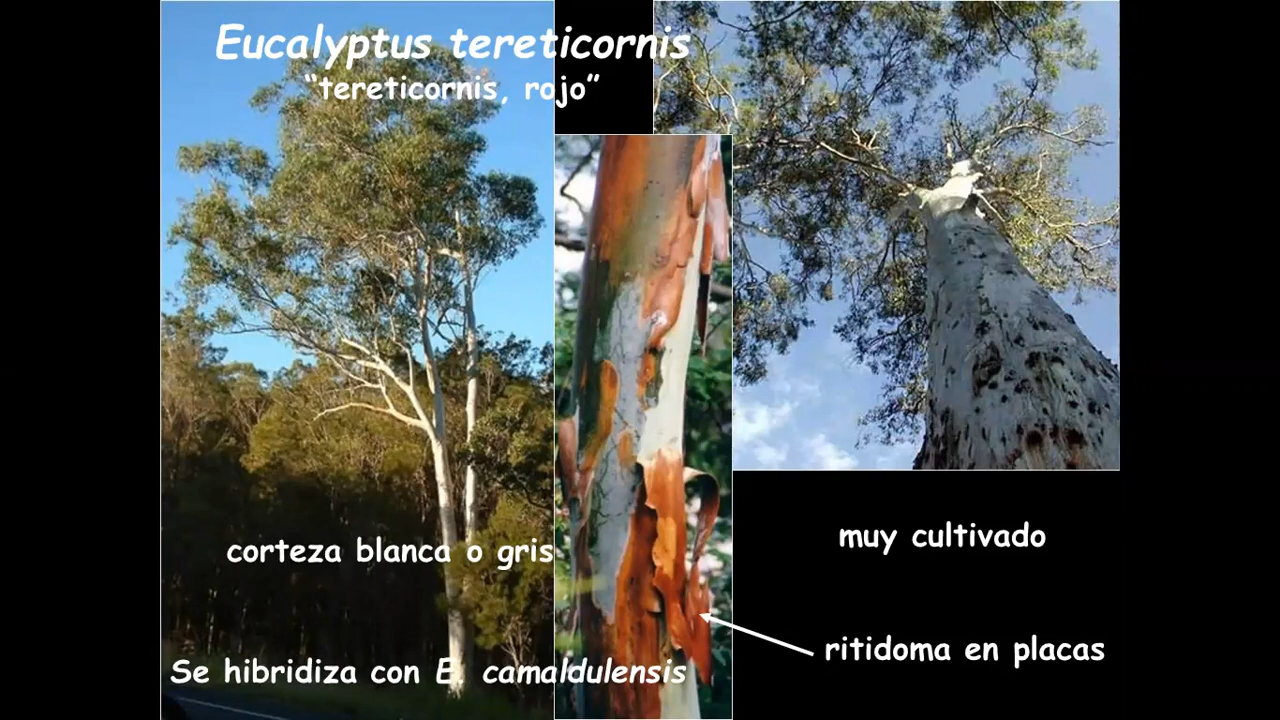 Eucalyptus tereticornis
“tereticornis, rojo”
corteza blanca o gris
muy cultivado
ritidoma en placas
Se hibridiza con E. camaldulensis